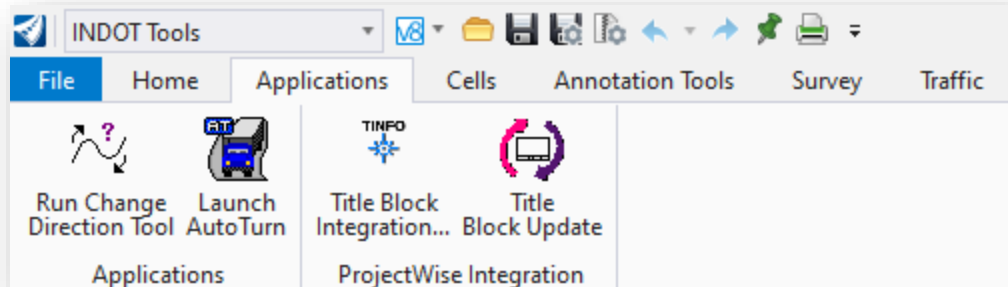 INDOT Tools
V8
File Home Applications Cells Annotation Tools Survey Traffic
? AT TINFO
Run Change Launch Title Block Title
Direction Tool AutoTurn Integration... Block Update
Applications ProjectWise Integration